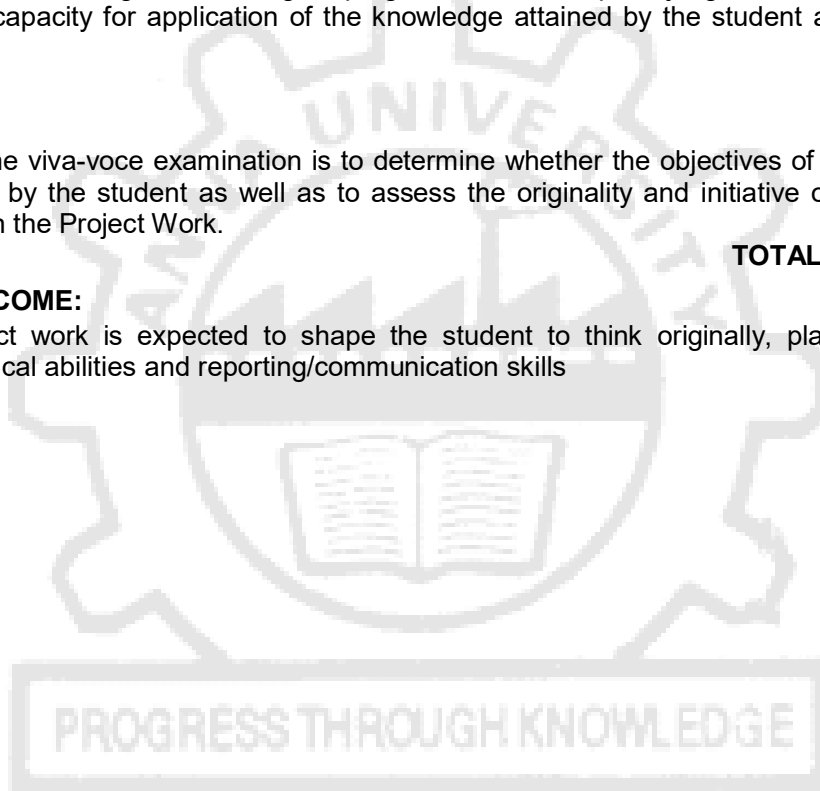 capacity for application of the knowledge attained by the student a
ne viva-voce examination is to determine whether the objectives of
by the student as well as to assess the originality and initiative o
n the Project Work.
TOTAL
COME:
ct work is expected to shape the student to think originally, pla
cal abilities and reporting/communication skills
ANNA UNIVERSITY
PROGRESS THROUGH KNOWLEDGE